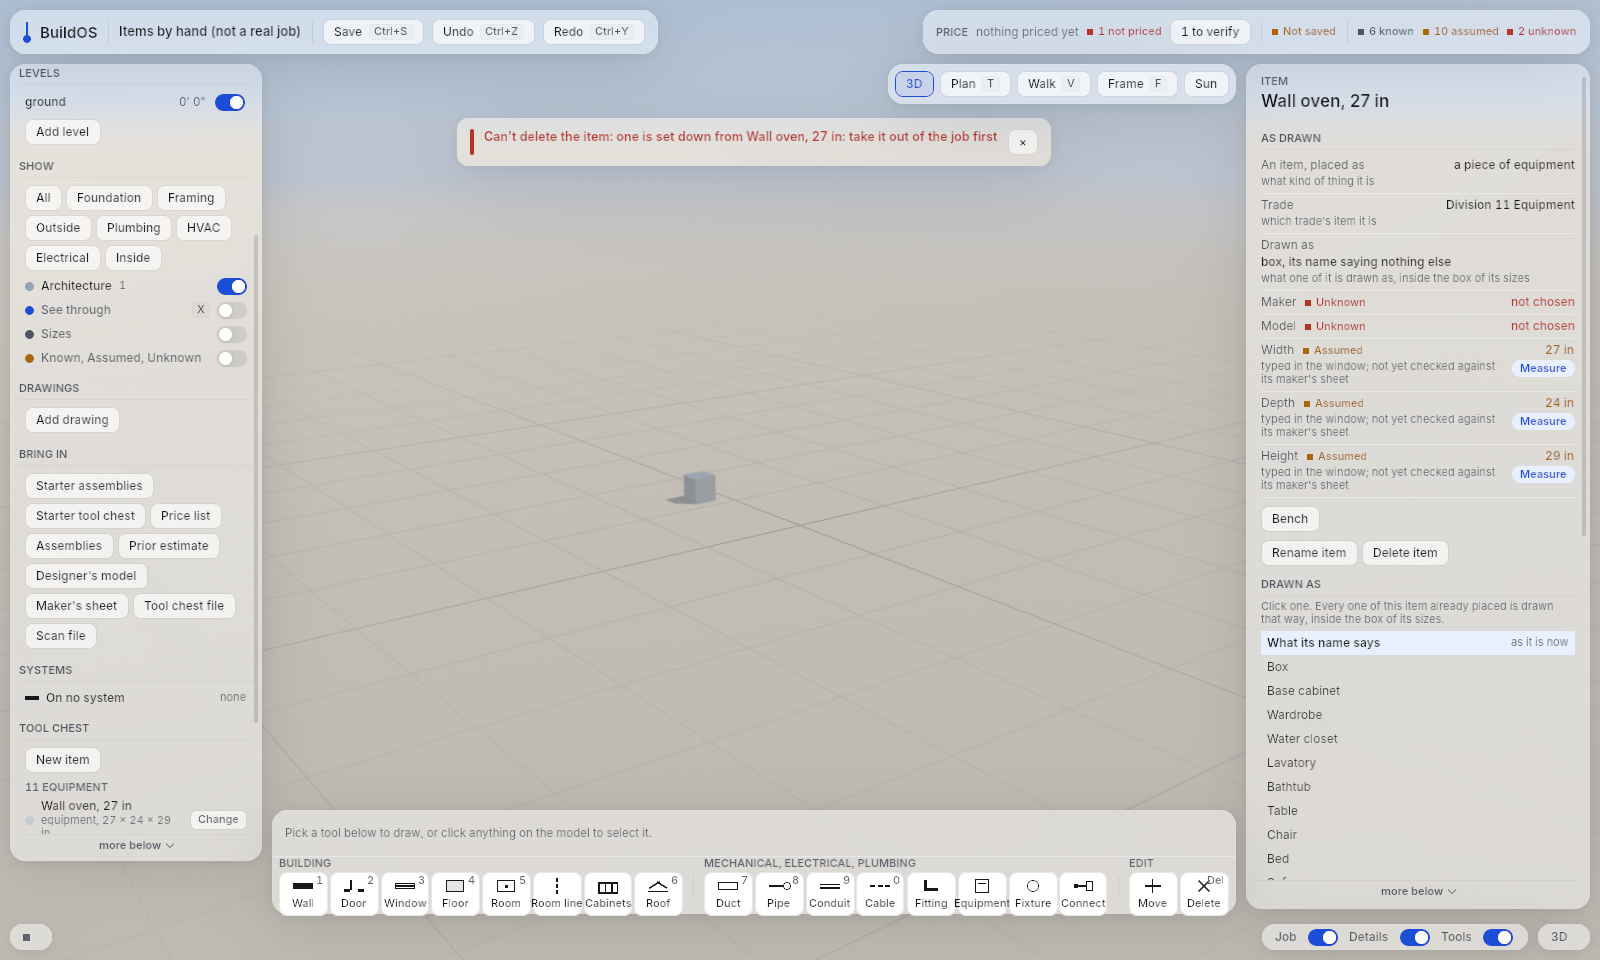 BuildOS
Items by hand (not a real job)
Save Ctrl+S
Undo Ctrl+Z
Redo Ctrl+Y
PRICE nothing priced yet 1 not priced 1 to verify Not saved 6 known 10 assumed 2 unknown
LEVELS
ground 0' 0"
Add level
SHOW
All Foundation Framing
Outside Plumbing HVAC
Electrical Inside
Architecture 1
See through X
Sizes
Known, Assumed, Unknown
DRAWINGS
Add drawing
BRING IN
Starter assemblies
Starter tool chest Price list
Assemblies Prior estimate
Designer's model
Maker's sheet Tool chest file
Scan file
SYSTEMS
On no system none
TOOL CHEST
New item
11 EQUIPMENT
Wall oven, 27 in
equipment, 27 × 24 × 29
in
Change
more below
3D Plan T Walk V Frame F Sun
Can't delete the item: one is set down from Wall oven, 27 in: take it out of the job first ×
Pick a tool below to draw, or click anything on the model to select it.
BUILDING
1 2 3 4 5 6
Wall Door Window Floor Room Room line Cabinets Roof
MECHANICAL, ELECTRICAL, PLUMBING
7 8 9 0
Duct Pipe Conduit Cable Fitting Equipment Fixture Connect
EDIT
Del
Move Delete
ITEM
Wall oven, 27 in
AS DRAWN
An item, placed as a piece of equipment
what kind of thing it is
Trade Division 11 Equipment
which trade's item it is
Drawn as
box, its name saying nothing else
what one of it is drawn as, inside the box of its sizes
Maker Unknown not chosen
Model Unknown not chosen
Width Assumed 27 in
typed in the window; not yet checked against
its maker's sheet
Measure
Depth Assumed 24 in
typed in the window; not yet checked against
its maker's sheet
Measure
Height Assumed 29 in
typed in the window; not yet checked against
its maker's sheet
Measure
Bench
Rename item Delete item
DRAWN AS
Click one. Every one of this item already placed is drawn
that way, inside the box of its sizes.
What its name says as it is now
Box
Base cabinet
Wardrobe
Water closet
Lavatory
Bathtub
Table
Chair
Bed
more below
Job Details Tools 3D